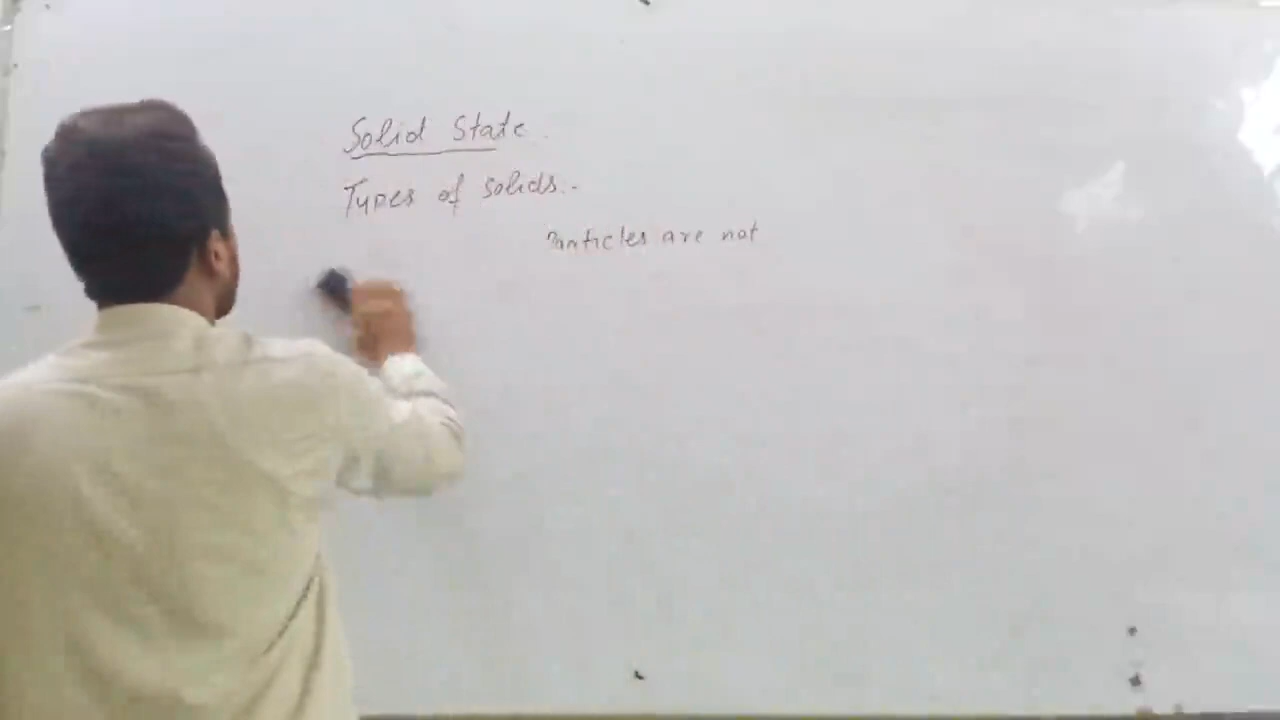 Solid State
Types of solids:-
Particles are not